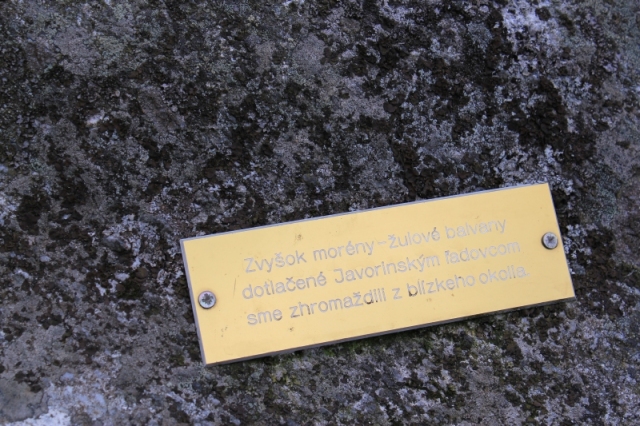 Zvyšok morény-žulové balvany
dotlačené Javorinským ľadovcom
sme zhromaždili z blízkeho okolia.